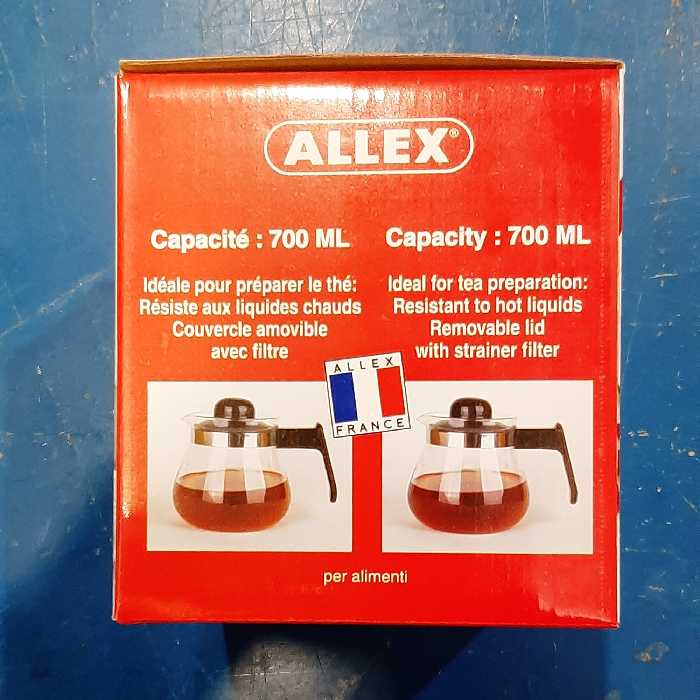 ALLEX®
Capacité : 700 ML
Idéale pour préparer le thé:
Résiste aux liquides chauds
Couvercle amovible
avec filtre
Capacity : 700 ML
Ideal for tea preparation:
Resistant to hot liquids
Removable lid
with strainer filter
ALLEX
FRANCE
per alimenti